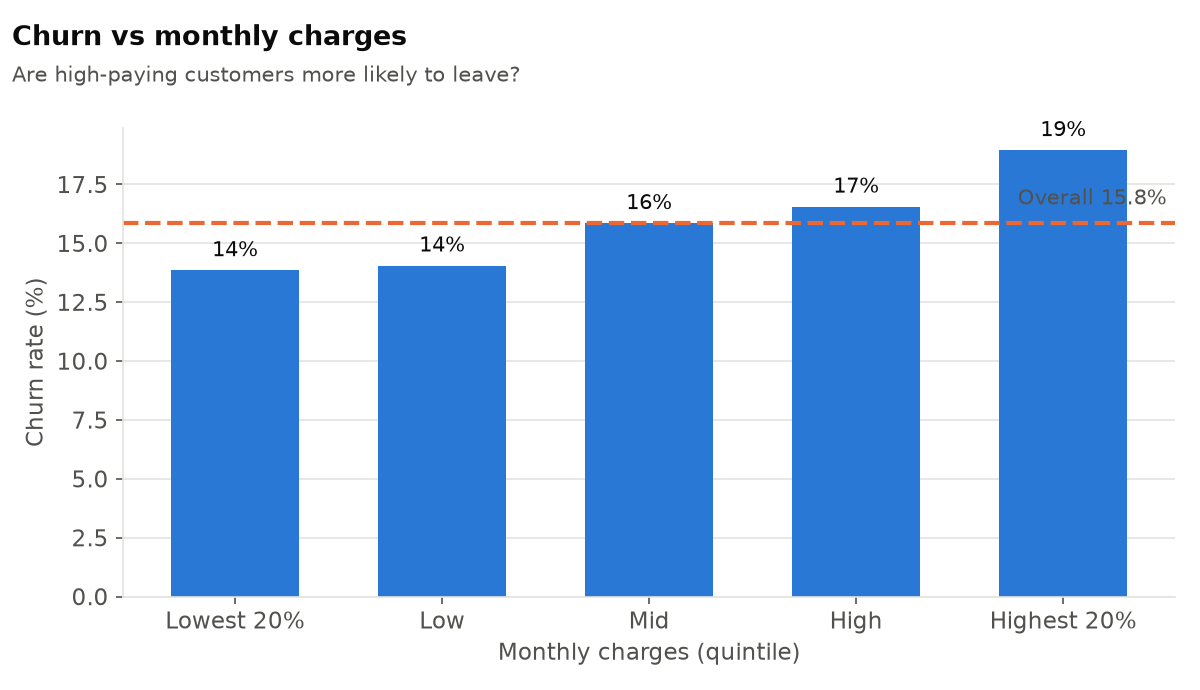 Churn vs monthly charges
Are high-paying customers more likely to leave?
19%
17%
16%
14%
14%
Overall 15.8%
Churn rate (%)
17.5
15.0
12.5
10.0
7.5
5.0
2.5
0.0
Lowest 20%
Low
Mid
High
Highest 20%
Monthly charges (quintile)